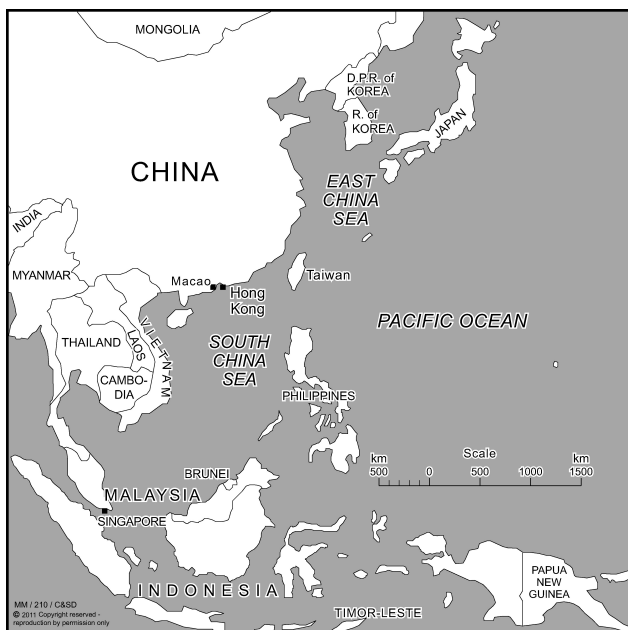 MONGOLIA
D.P.R. of
KOREA
R. of
KOREA
JAPAN
CHINA
EAST
CHINA
SEA
INDIA
MYANMAR
Macao
Hong
Kong
Taiwan
PACIFIC OCEAN
THAILAND
LAOS
VIETNAM
SOUTH
CHINA
SEA
CAMBO-
DIA
PHILIPPINES
Scale
km
km
500
0
500
1000
1500
BRUNEI
MALAYSIA
SINGAPORE
INDONESIA
PAPUA
NEW
GUINEA
TIMOR-LESTE
MM / 210 / C&SD
© 2011 Copyright reserved -
reproduction by permission only